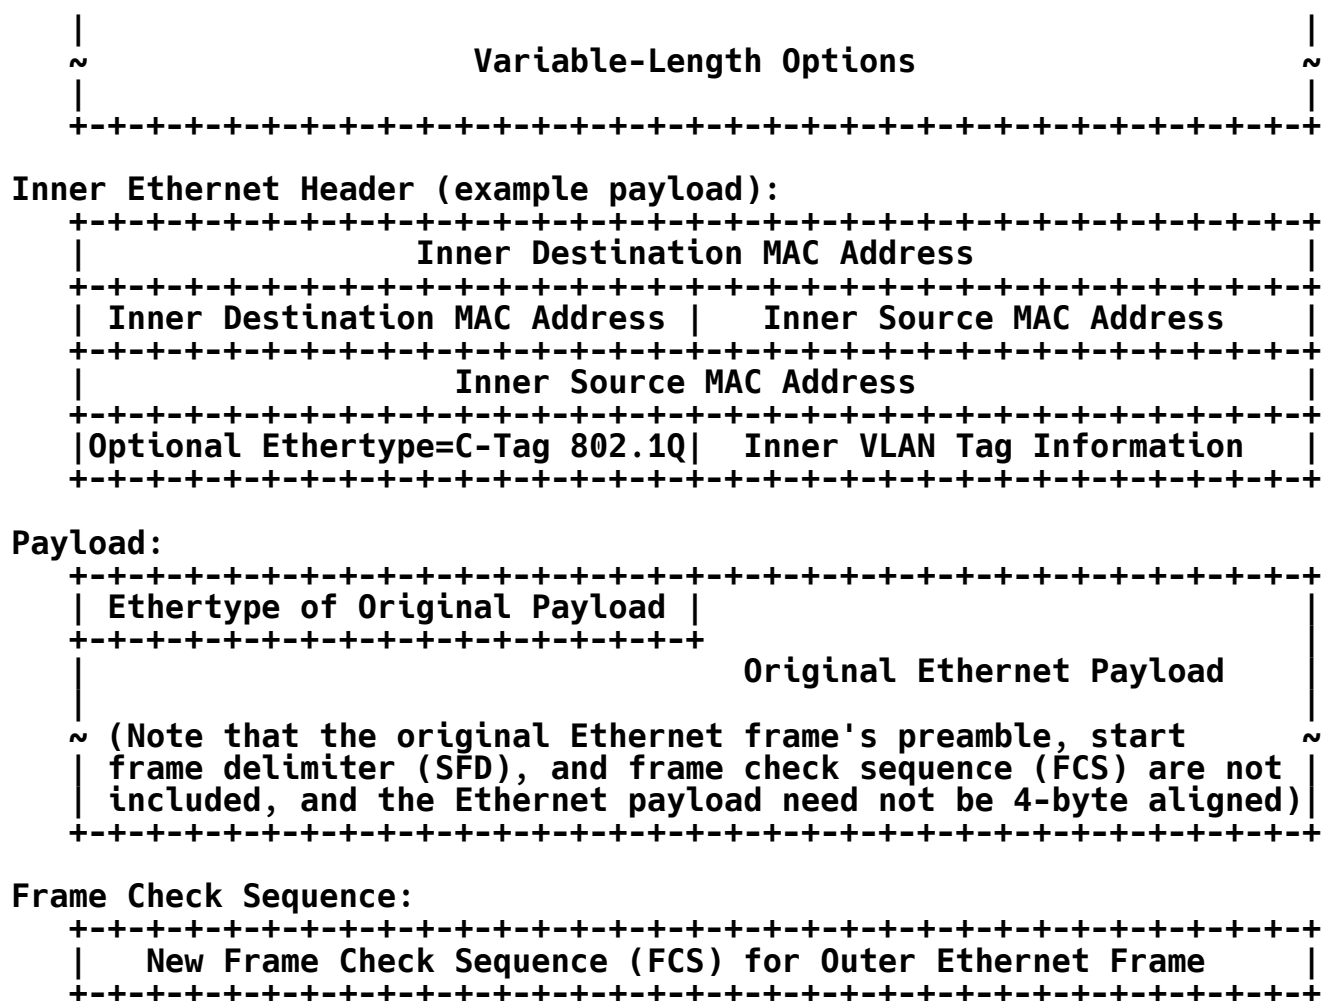 |                                                               |
   ~                    Variable-Length Options                    ~
   |                                                               |
   +-+-+-+-+-+-+-+-+-+-+-+-+-+-+-+-+-+-+-+-+-+-+-+-+-+-+-+-+-+-+-+-+

Inner Ethernet Header (example payload):
   +-+-+-+-+-+-+-+-+-+-+-+-+-+-+-+-+-+-+-+-+-+-+-+-+-+-+-+-+-+-+-+-+
   |                 Inner Destination MAC Address                 |
   +-+-+-+-+-+-+-+-+-+-+-+-+-+-+-+-+-+-+-+-+-+-+-+-+-+-+-+-+-+-+-+-+
   | Inner Destination MAC Address |   Inner Source MAC Address    |
   +-+-+-+-+-+-+-+-+-+-+-+-+-+-+-+-+-+-+-+-+-+-+-+-+-+-+-+-+-+-+-+-+
   |                   Inner Source MAC Address                    |
   +-+-+-+-+-+-+-+-+-+-+-+-+-+-+-+-+-+-+-+-+-+-+-+-+-+-+-+-+-+-+-+-+
   |Optional Ethertype=C-Tag 802.1Q|  Inner VLAN Tag Information   |
   +-+-+-+-+-+-+-+-+-+-+-+-+-+-+-+-+-+-+-+-+-+-+-+-+-+-+-+-+-+-+-+-+

Payload:
   +-+-+-+-+-+-+-+-+-+-+-+-+-+-+-+-+-+-+-+-+-+-+-+-+-+-+-+-+-+-+-+-+
   | Ethertype of Original Payload |                               |
   +-+-+-+-+-+-+-+-+-+-+-+-+-+-+-+-+                               |
   |                                  Original Ethernet Payload    |
   |                                                               |
   ~ (Note that the original Ethernet frame's preamble, start      ~
   | frame delimiter (SFD), and frame check sequence (FCS) are not |
   | included, and the Ethernet payload need not be 4-byte aligned)|
   +-+-+-+-+-+-+-+-+-+-+-+-+-+-+-+-+-+-+-+-+-+-+-+-+-+-+-+-+-+-+-+-+

Frame Check Sequence:
   +-+-+-+-+-+-+-+-+-+-+-+-+-+-+-+-+-+-+-+-+-+-+-+-+-+-+-+-+-+-+-+-+
   |   New Frame Check Sequence (FCS) for Outer Ethernet Frame     |
   +-+-+-+-+-+-+-+-+-+-+-+-+-+-+-+-+-+-+-+-+-+-+-+-+-+-+-+-+-+-+-+-+